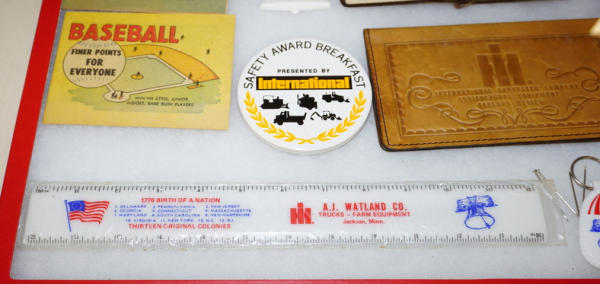 BASEBALL
FINER POINTS
FOR
EVERYONE
SAFETY AWARD BREAKFAST
PRESENTED BY
International
IH
1776 BIRTH OF A NATION
1. DELAWARE 2. PENNSYLVANIA 3. NEW JERSEY
4. GEORGIA 5. CONNECTICUT 6. MASSACHUSETTS
7. MARYLAND 8. SOUTH CAROLINA 9. NEW HAMPSHIRE
10. VIRGINIA 11. NEW YORK 12. N.C. 13. R.I.
THIRTEEN ORIGINAL COLONIES
IH
A.J. WATLAND CO.
TRUCKS - FARM EQUIPMENT
Jackson, Minn.